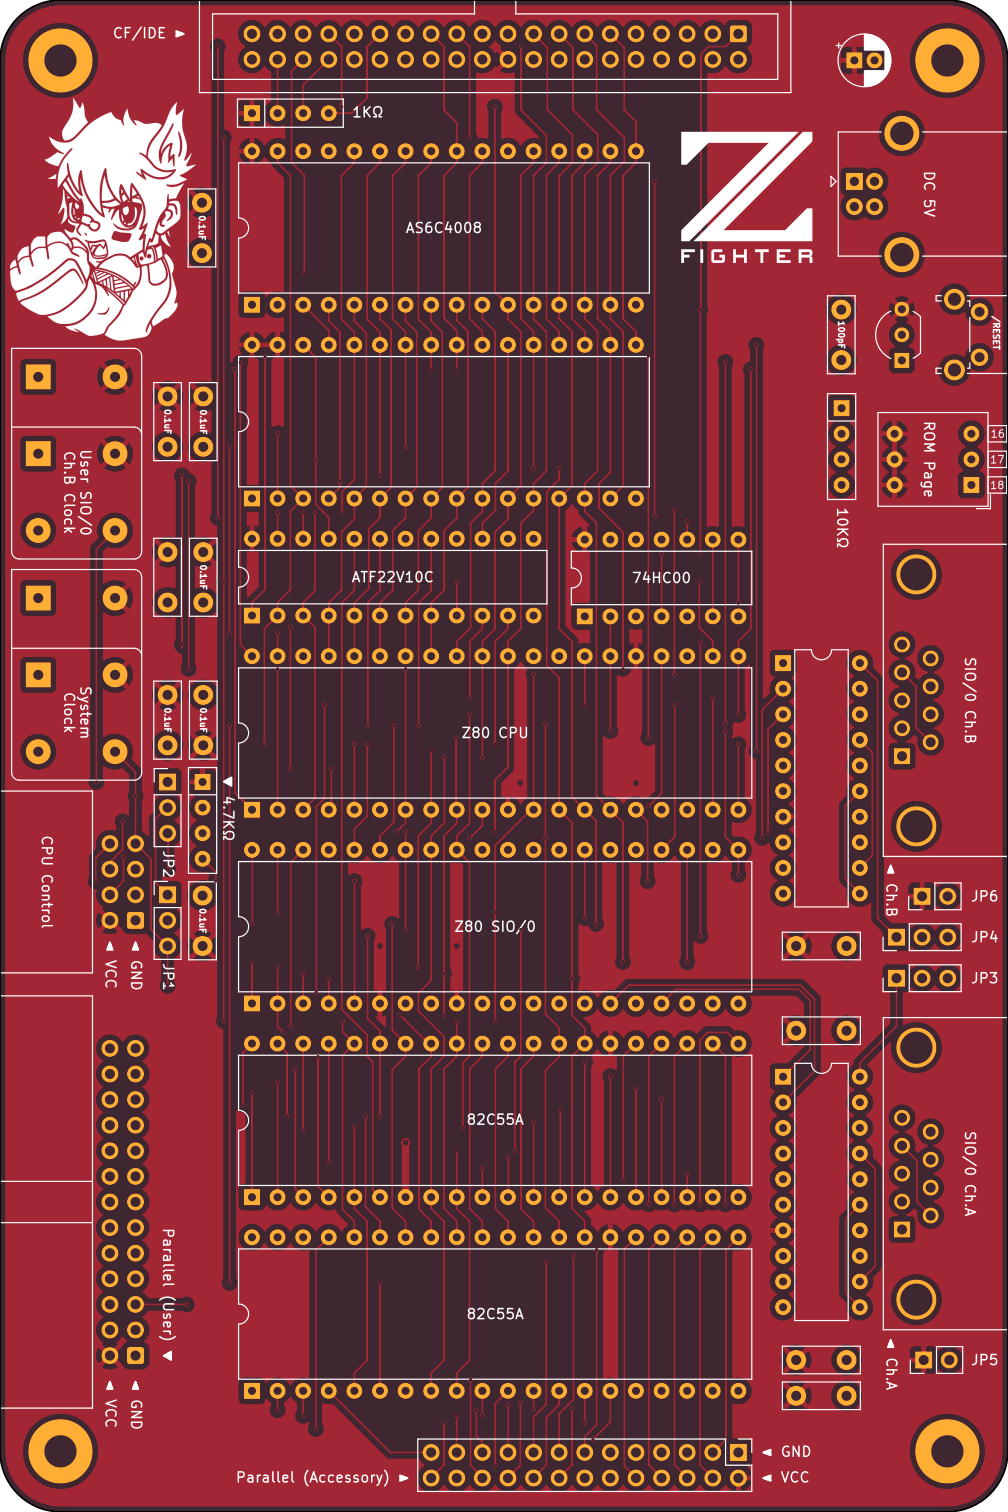 CF/IDE ►
+
1KΩ
Z
FIGHTER
DC 5V
0.1uF
AS6C4008
100pF
/RESET
0.1uF
0.1uF
ROM Page
16
17
18
10KΩ
User SIO/0
Ch.B Clock
0.1uF
ATF22V10C
74HC00
System
Clock
0.1uF
0.1uF
Z80 CPU
SIO/0 Ch.B
◄ 4.7KΩ
CPU Control
JP2
0.1uF
JP1
◄ VCC
◄ GND
Z80 SIO/0
◄ Ch.B
JP6
JP4
JP3
82C55A
SIO/0 Ch.A
Parallel (User) ►
82C55A
◄ Ch.A
JP5
◄ VCC
◄ GND
◄ GND
Parallel (Accessory) ►
◄ VCC